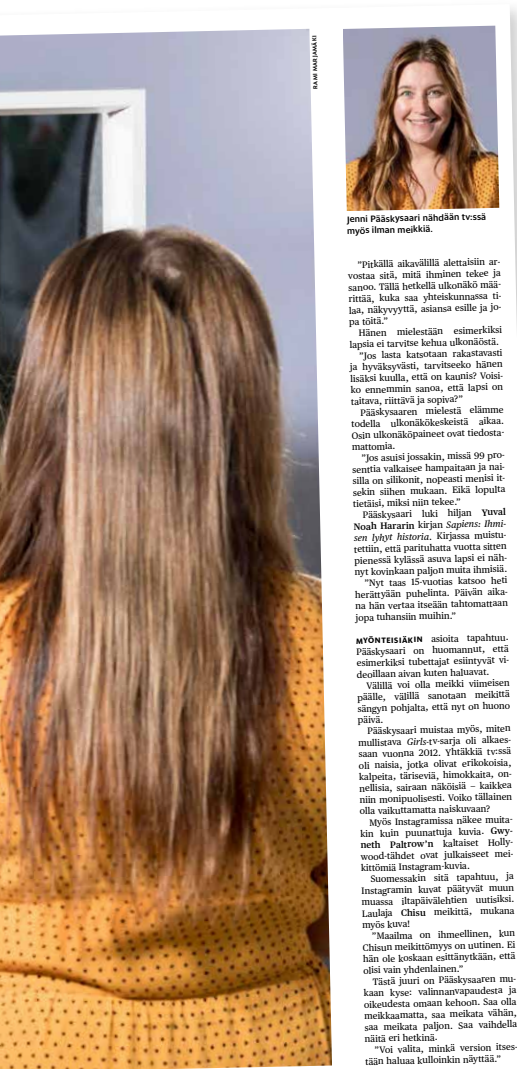 RAMI MARJAMÄKI
Jenni Pääskysaari nähdään tv:ssä
myös ilman meikkiä.
”Pitkällä aikavälillä alettaisiin ar-
vostaa sitä, mitä ihminen tekee ja
sanoo. Tällä hetkellä ulkonäkö mää-
rittää, kuka saa yhteiskunnassa ti-
laa, näkyvyyttä, asiansa esille ja jo-
pa töitä.”
Hänen mielestään esimerkiksi
lapsia ei tarvitse kehua ulkonäöstä.
”Jos lasta katsotaan rakastavasti
ja hyväksyvästi, tarvitseeko hänen
lisäksi kuulla, että on kaunis? Voisi-
ko ennemmin sanoa, että lapsi on
taitava, riittävä ja sopiva?”
Pääskysaaren mielestä elämme
todella ulkonäkökeskeistä aikaa.
Osin ulkonäköpaineet ovat tiedosta-
mattomia.
”Jos asuisi jossakin, missä 99 pro-
senttia valkaisee hampaitaan ja nai-
silla on silikonit, nopeasti menisi it-
sekin siihen mukaan. Eikä lopulta
tietäisi, miksi niin tekee.”
Pääskysaari luki hiljan Yuval
Noah Hararin kirjan Sapiens: Ihmi-
sen lyhyt historia. Kirjassa muistu-
tettiin, että parituhatta vuotta sitten
pienessä kylässä asuva lapsi ei näh-
nyt kovinkaan paljon muita ihmisiä.
”Nyt taas 15-vuotias katsoo heti
herättyään puhelinta. Päivän aika-
na hän vertaa itseään tahtomattaan
jopa tuhansiin muihin.”
MYÖNTEISIÄKIN asioita tapahtuu.
Pääskysaari on huomannut, että
esimerkiksi tubettajat esiintyvät vi-
deoillaan aivan kuten haluavat.
Välillä voi olla meikki viimeisen
päälle, välillä sanotaan meikittä
sängyn pohjalta, että nyt on huono
päivä.
Pääskysaari muistaa myös, miten
mullistava Girls-tv-sarja oli alkaes-
saan vuonna 2012. Yhtäkkiä tv:ssä
oli naisia, jotka olivat erikokoisia,
kalpeita, täriseviä, himokkaita, on-
nellisia, sairaan näköisiä – kaikkea
niin monipuolisesti. Voiko tällainen
olla vaikuttamatta naiskuvaan?
Myös Instagramissa näkee muita-
kin kuin puunattuja kuvia. Gwy-
neth Paltrow’n kaltaiset Holly-
wood-tähdet ovat julkaisseet mei-
kittömiä Instagram-kuvia.
Suomessakin sitä tapahtuu, ja
Instagramin kuvat päätyvät muun
muassa iltapäivälehtien uutisiksi.
Laulaja Chisu meikittä, mukana
myös kuva!
”Maailma on ihmeellinen, kun
Chisun meikittömyys on uutinen. Ei
hän ole koskaan esittänytkään, että
olisi vain yhdenlainen.”
Tästä juuri on Pääskysaaren mu-
kaan kyse: valinnanvapaudesta ja
oikeudesta omaan kehoon. Saa olla
meikkaamatta, saa meikata vähän,
saa meikata paljon. Saa vaihdella
näitä eri hetkinä.
”Voi valita, minkä version itses-
tään haluaa kulloinkin näyttää.”